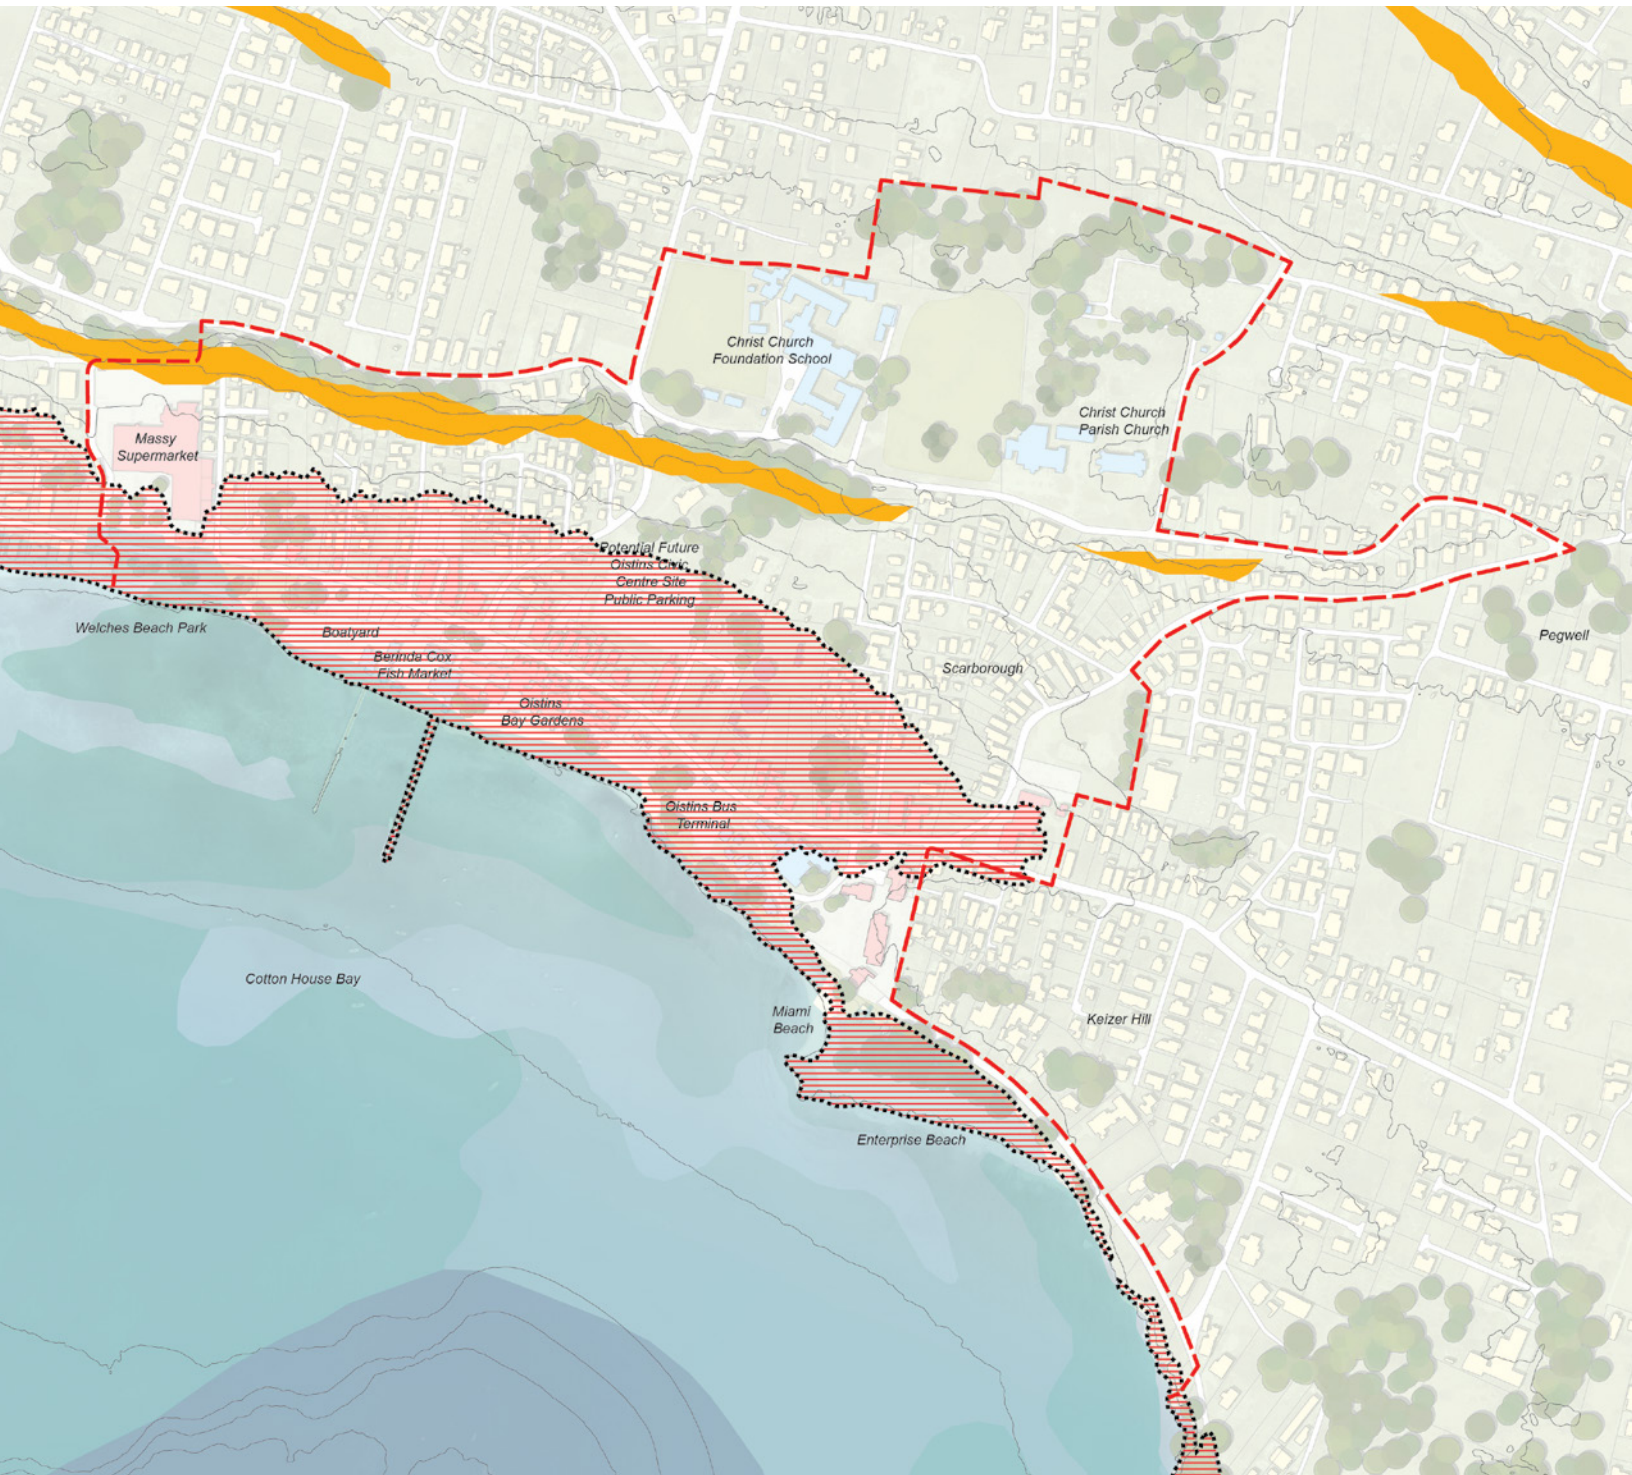 Christ Church
Foundation School
Christ Church
Parish Church
Massy
Supermarket
Potential Future
Oistins Civic
Centre Site
Public Parking
Welches Beach Park
Boatyard
Berinda Cox
Fish Market
Oistins
Bay Gardens
Scarborough
Pegwell
Oistins Bus
Terminal
Cotton House Bay
Miami
Beach
Keizer Hill
Enterprise Beach